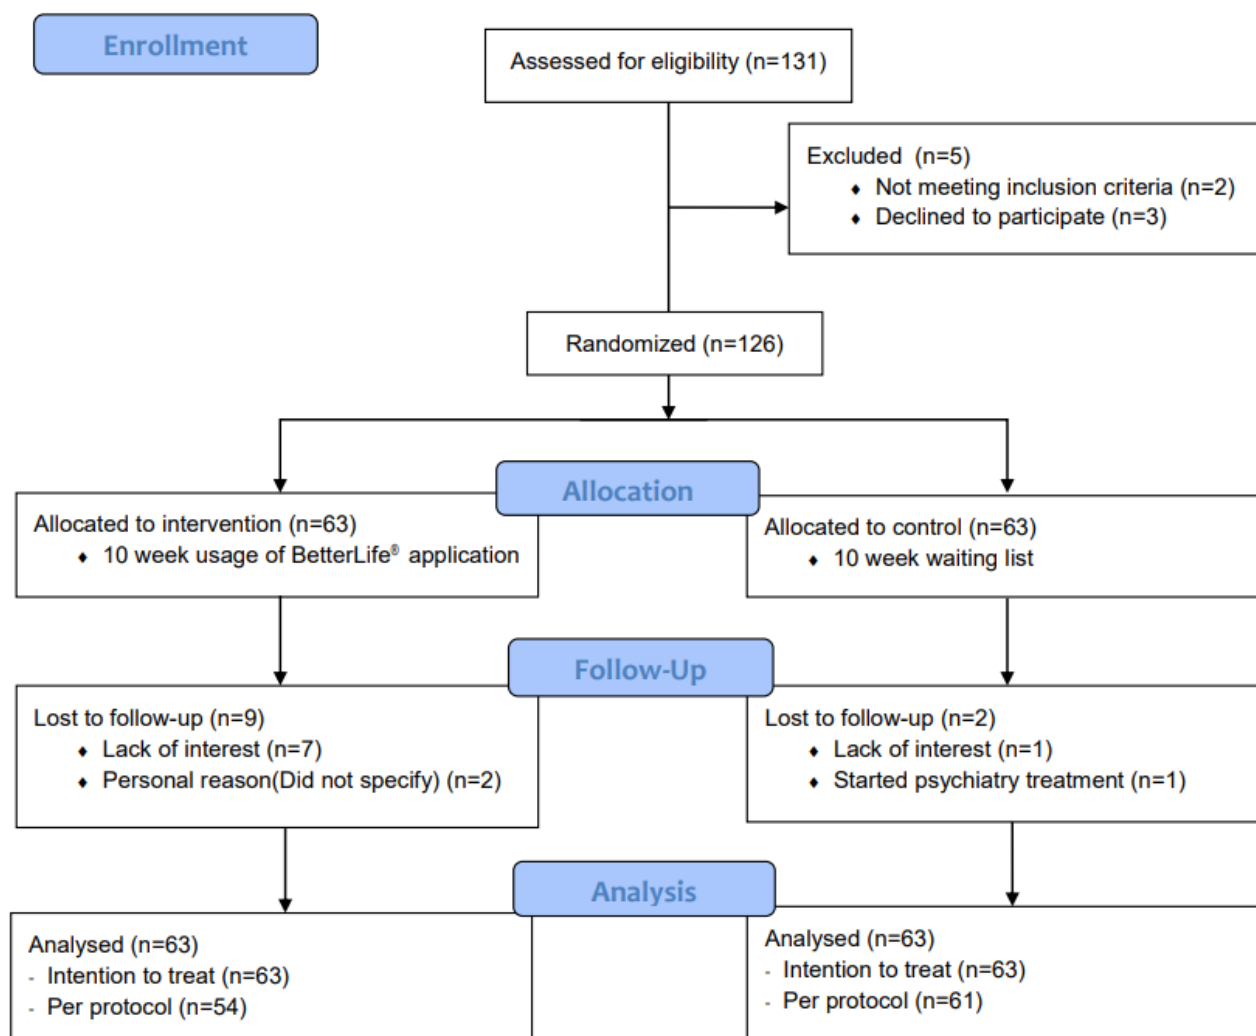 Enrollment
Assessed for eligibility (n=131)
Excluded (n=5)
♦ Not meeting inclusion criteria (n=2)
♦ Declined to participate (n=3)
Randomized (n=126)
Allocation
Allocated to intervention (n=63)
♦ 10 week usage of BetterLife® application
Allocated to control (n=63)
♦ 10 week waiting list
Follow-Up
Lost to follow-up (n=9)
♦ Lack of interest (n=7)
♦ Personal reason(Did not specify) (n=2)
Lost to follow-up (n=2)
♦ Lack of interest (n=1)
♦ Started psychiatry treatment (n=1)
Analysis
Analysed (n=63)
- Intention to treat (n=63)
- Per protocol (n=54)
Analysed (n=63)
- Intention to treat (n=63)
- Per protocol (n=61)